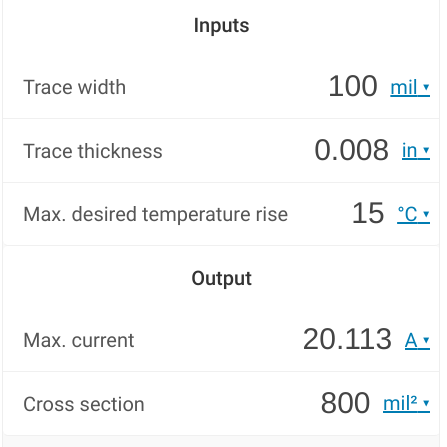 Inputs
Trace width 100 mil ▾
Trace thickness 0.008 in ▾
Max. desired temperature rise 15 °C ▾
Output
Max. current 20.113 A ▾
Cross section 800 mil² ▾